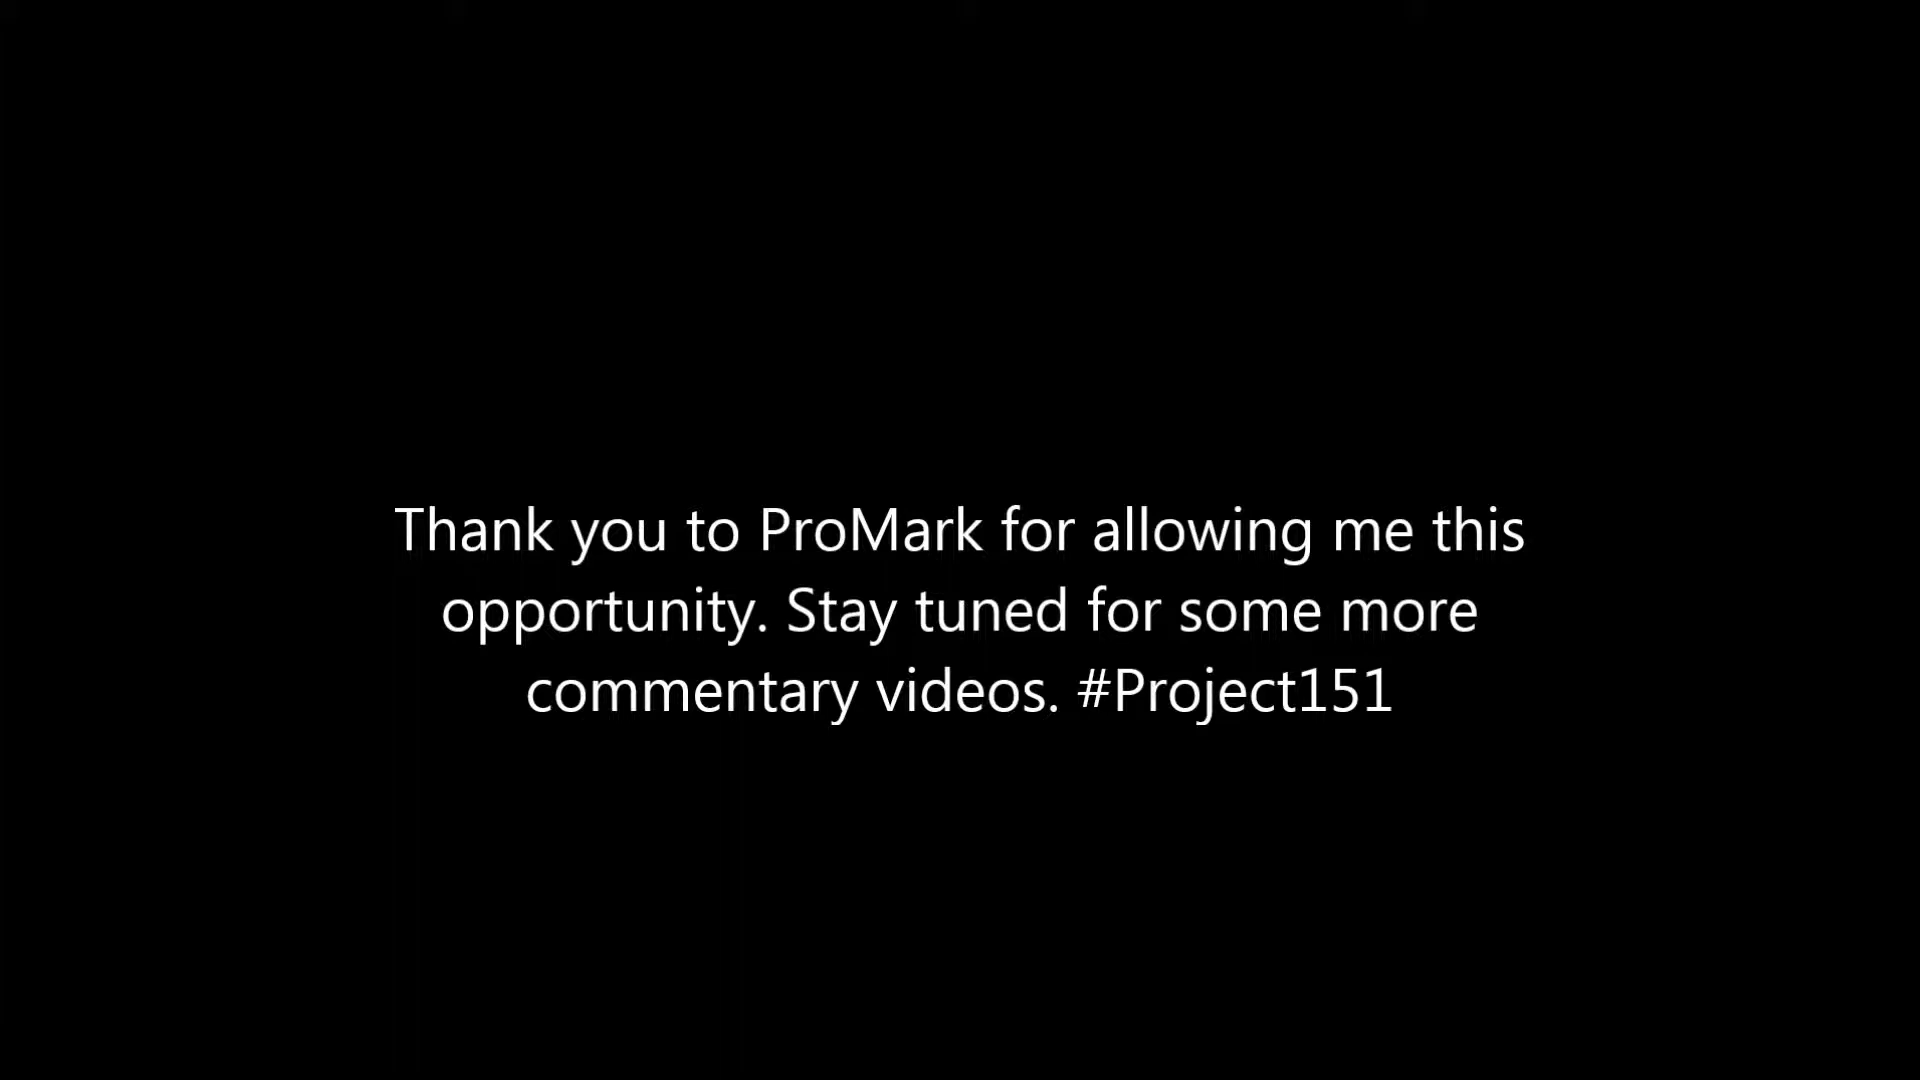 Thank you to ProMark for allowing me this
opportunity. Stay tuned for some more
commentary videos. #Project151